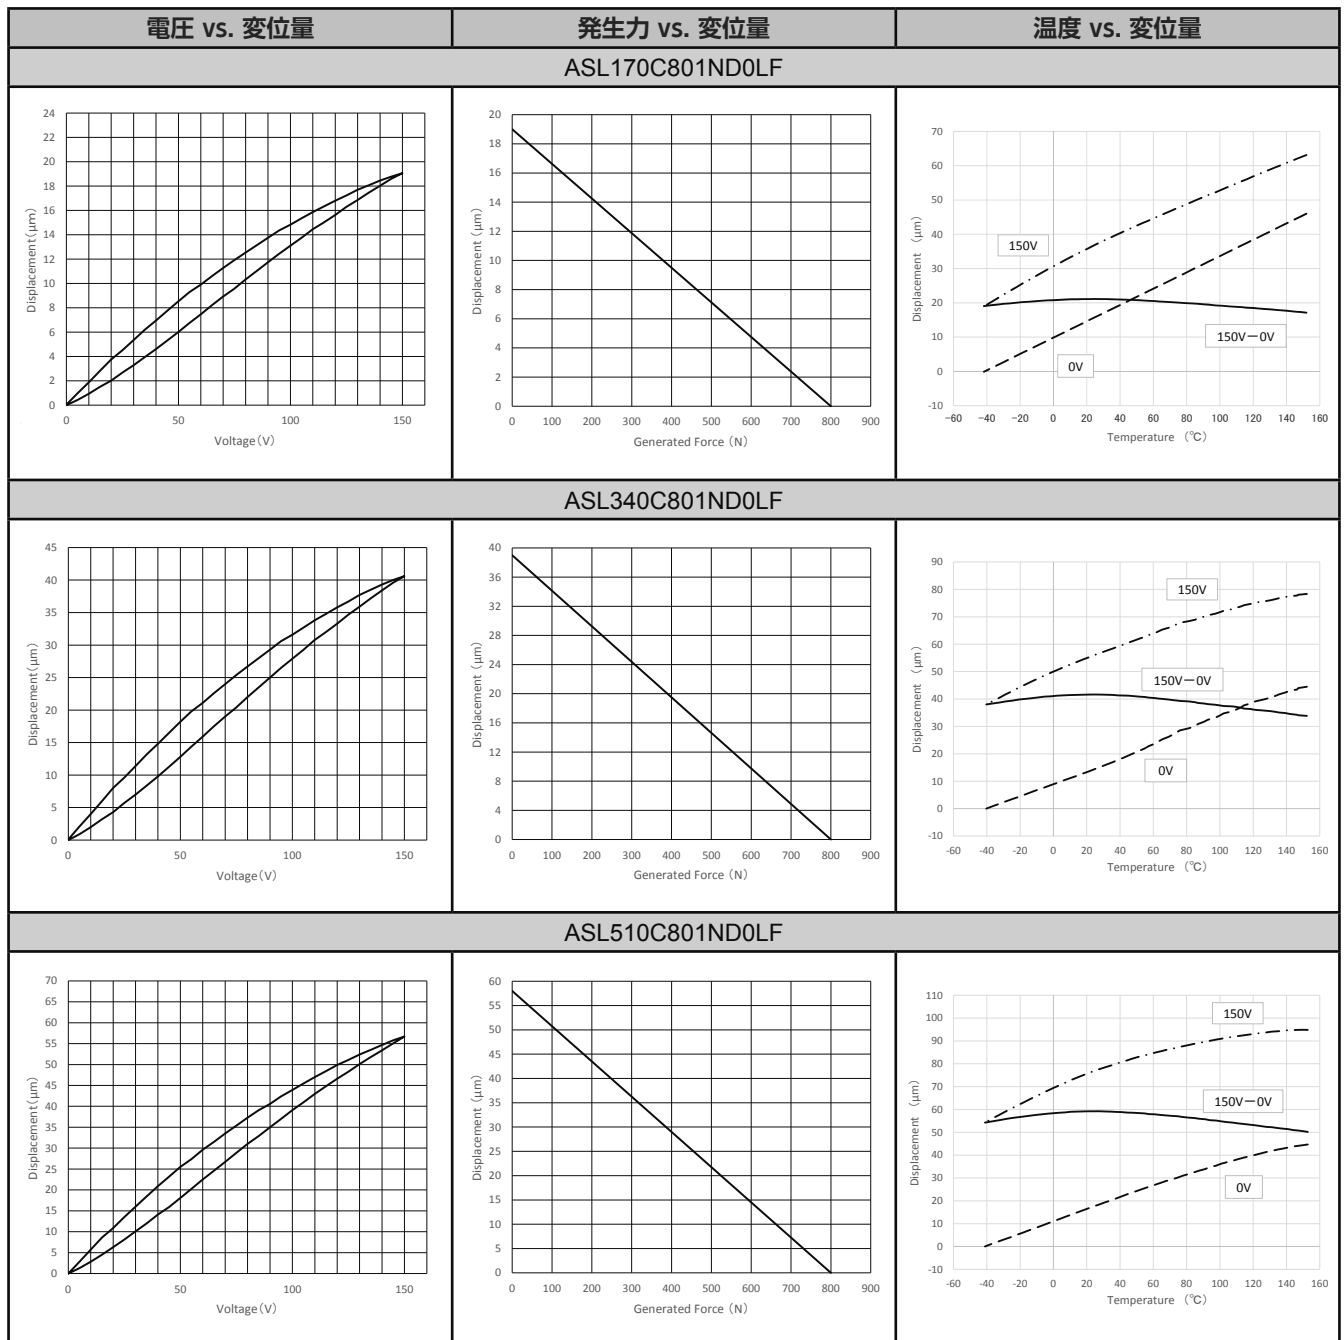 電圧 vs. 変位量
発生力 vs. 変位量
温度 vs. 変位量
ASL170C801ND0LF
24
22
20
18
16
14
12
10
8
6
4
2
0
Displacement(μm)
0 50 100 150
Voltage(V)
20
18
16
14
12
10
8
6
4
2
0
Displacement (μm)
0 100 200 300 400 500 600 700 800 900
Generated Force (N)
70
60
50
40
30
20
10
0
-10
Displacement (μm)
150V
150V－0V
0V
-60 -40 -20 0 20 40 60 80 100 120 140 160
Temperature (℃)
ASL340C801ND0LF
45
40
35
30
25
20
15
10
5
0
Displacement(μm)
0 50 100 150
Voltage(V)
40
36
32
28
24
20
16
12
8
4
0
Displacement (μm)
0 100 200 300 400 500 600 700 800 900
Generated Force (N)
90
80
70
60
50
40
30
20
10
0
-10
Displacement (μm)
150V
150V－0V
0V
-60 -40 -20 0 20 40 60 80 100 120 140 160
Temperature (℃)
ASL510C801ND0LF
70
65
60
55
50
45
40
35
30
25
20
15
10
5
0
Displacement(μm)
0 50 100 150
Voltage(V)
60
55
50
45
40
35
30
25
20
15
10
5
0
Displacement (μm)
0 100 200 300 400 500 600 700 800 900
Generated Force (N)
110
100
90
80
70
60
50
40
30
20
10
0
-10
Displacement (μm)
150V
150V－0V
0V
-60 -40 -20 0 20 40 60 80 100 120 140 160
Temperature (℃)